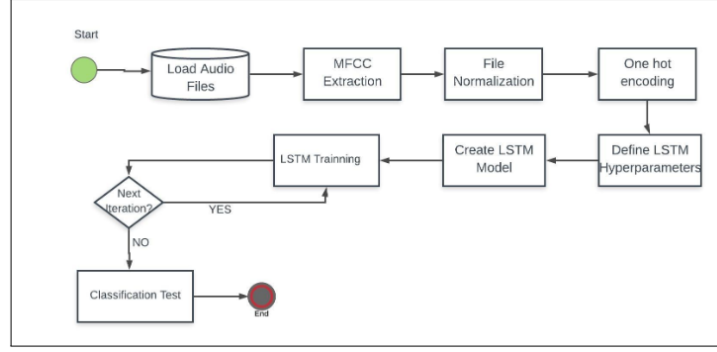 Start
Load Audio
Files
MFCC
Extraction
File
Normalization
One hot
encoding
Define LSTM
Hyperparameters
Create LSTM
Model
LSTM Trainning
Next
Iteration?
YES
NO
Classification Test
End